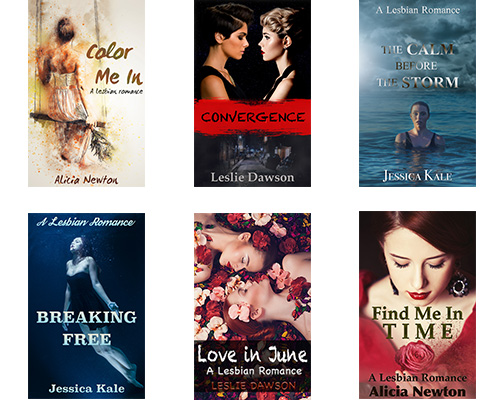 Color
Me In
A lesbian romance
Alicia Newton
CONVERGENCE
Leslie Dawson
A Lesbian Romance
THE CALM
BEFORE
THE STORM
JESSICA KALE
A Lesbian Romance
BREAKING
FREE
Jessica Kale
Love in June
A Lesbian Romance
LESLIE DAWSON
Find Me In
TIME
A Lesbian Romance
Alicia Newton